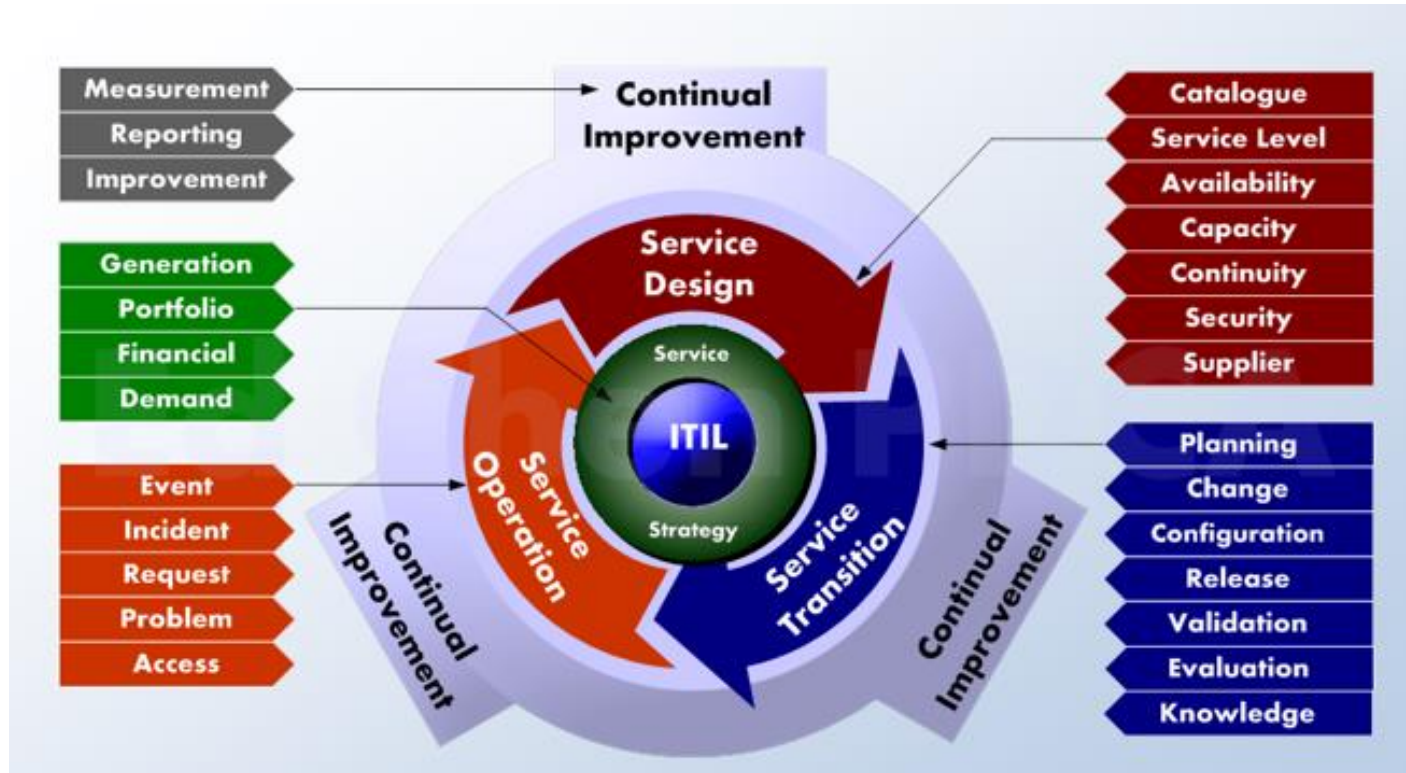 Measurement
Reporting
Improvement
Generation
Portfolio
Financial
Demand
Event
Incident
Request
Problem
Access
Continual
Improvement
Service
Design
Service
ITIL
Strategy
Service
Operation
Service
Transition
Continual
Improvement
Continual
Improvement
Catalogue
Service Level
Availability
Capacity
Continuity
Security
Supplier
Planning
Change
Configuration
Release
Validation
Evaluation
Knowledge